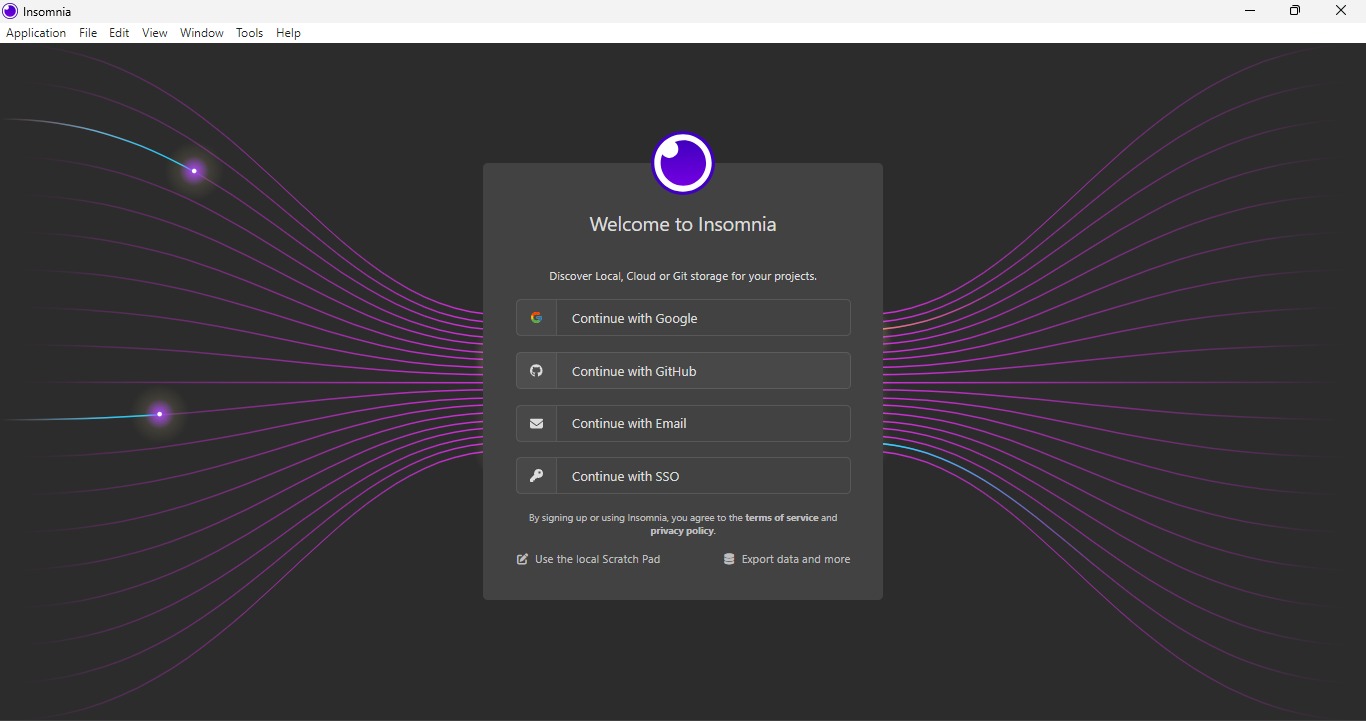 Insomnia
Application File Edit View Window Tools Help
Welcome to Insomnia
Discover Local, Cloud or Git storage for your projects.
Continue with Google
Continue with GitHub
Continue with Email
Continue with SSO
By signing up or using Insomnia, you agree to the terms of service and
privacy policy.
Use the local Scratch Pad Export data and more